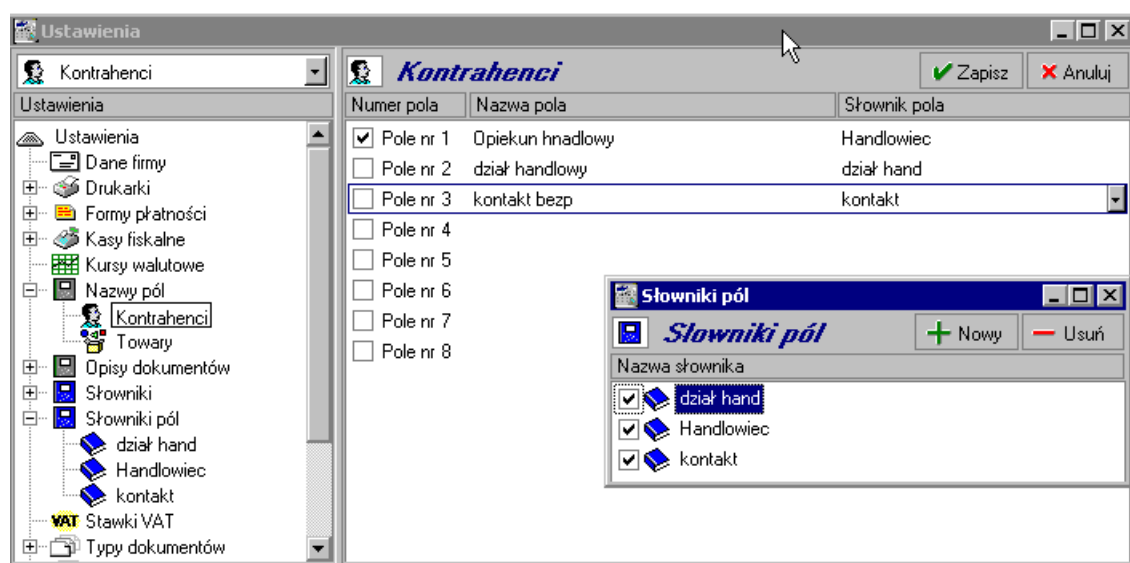 Ustawienia
Kontrahenci
Ustawienia
Ustawienia
Dane firmy
Drukarki
Formy płatności
Kasy fiskalne
Kursy walutowe
Nazwy pól
Kontrahenci
Towary
Opisy dokumentów
Słowniki
Słowniki pól
dział hand
Handlowiec
kontakt
VAT Stawki VAT
Typy dokumentów
Kontrahenci Zapisz Anuluj
Numer pola Nazwa pola Słownik pola
Pole nr 1 Opiekun hnadlowy Handlowiec
Pole nr 2 dział handlowy dział hand
Pole nr 3 kontakt bezp kontakt
Pole nr 4
Pole nr 5
Pole nr 6
Pole nr 7
Pole nr 8
Słowniki pól
Słowniki pól Nowy Usuń
Nazwa słownika
dział hand
Handlowiec
kontakt